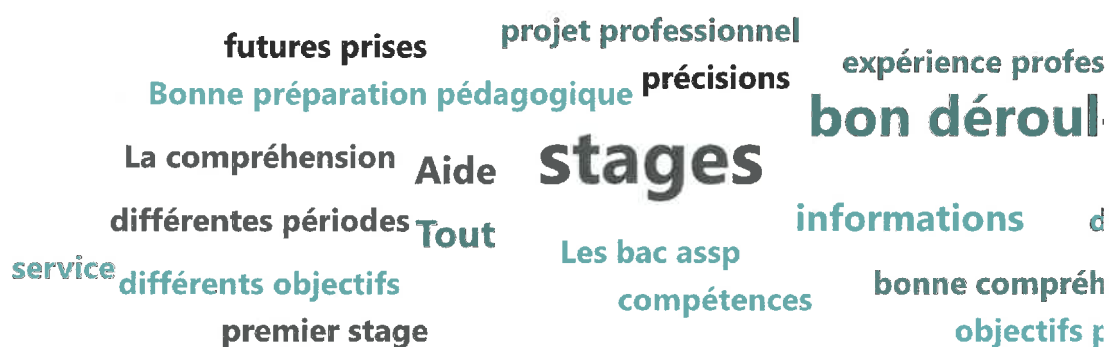 projet professionnel
futures prises
expérience profes
précisions
Bonne préparation pédagogique
bon déroul
stages
La compréhension
Aide
différentes périodes
informations
d
Tout
Les bac assp
service
différents objectifs
bonne compréh
compétences
premier stage
objectifs p